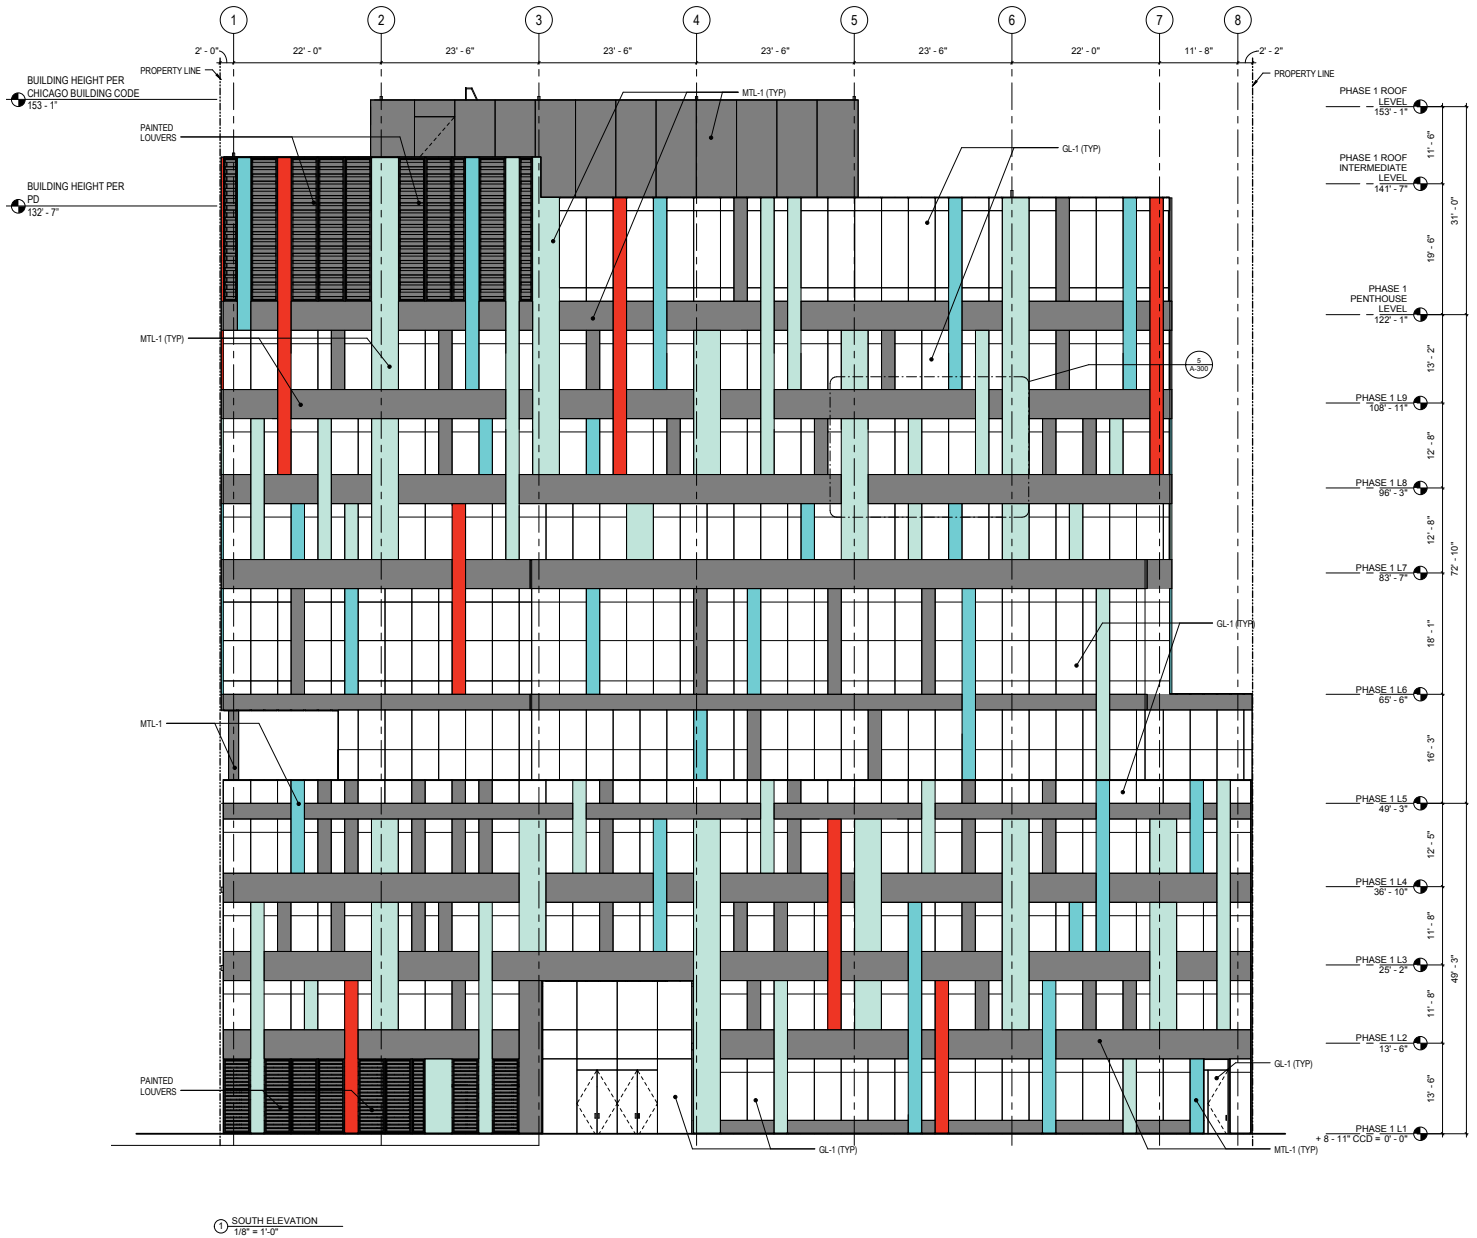 1 2 3 4 5 6 7 8
2' - 0" 22' - 0" 23' - 6" 23' - 6" 23' - 6" 23' - 6" 22' - 0" 11' - 8" 2' - 2"
PROPERTY LINE
PROPERTY LINE
BUILDING HEIGHT PER
CHICAGO BUILDING CODE
153 - 1"
PAINTED
LOUVERS
MTL-1 (TYP)
GL-1 (TYP)
BUILDING HEIGHT PER
PD
132' - 7"
MTL-1 (TYP)
5
A-300
GL-1 (TYP)
MTL-1
PAINTED
LOUVERS
GL-1 (TYP)
GL-1 (TYP)
MTL-1 (TYP)
PHASE 1 ROOF
LEVEL
153' - 1"
11' - 6"
PHASE 1 ROOF
INTERMEDIATE
LEVEL
141' - 7"
31' - 0"
19' - 6"
PHASE 1
PENTHOUSE
LEVEL
122' - 1"
13' - 2"
PHASE 1 L9
108' - 11"
12' - 8"
PHASE 1 L8
96' - 3"
12' - 8"
72' - 10"
PHASE 1 L7
83' - 7"
18' - 1"
PHASE 1 L6
65' - 6"
16' - 3"
PHASE 1 L5
49' - 3"
12' - 5"
PHASE 1 L4
36' - 10"
11' - 8"
PHASE 1 L3
25' - 2"
49' - 3"
11' - 8"
PHASE 1 L2
13' - 6"
13' - 6"
PHASE 1 L1
+ 8 - 11" CCD = 0' - 0"
1 SOUTH ELEVATION
1/8" = 1'-0"